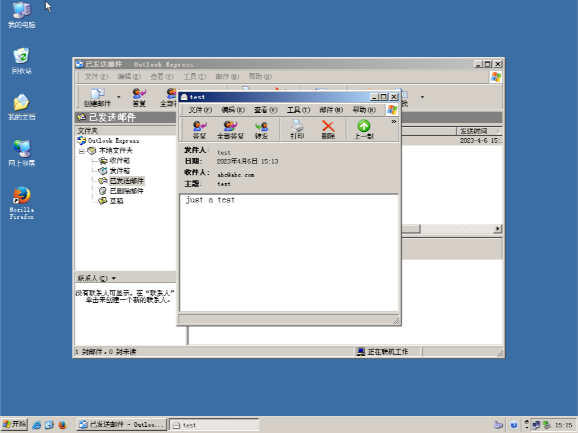 我的电脑
回收站
我的文档
网上邻居
Mozilla
Firefox
已发送邮件 - Outlook Express
文件(F) 编辑(E) 查看(V) 工具(T) 邮件(M) 帮助(H)
创建邮件 答复
已发送邮件
文件夹
Outlook Express
本地文件夹
收件箱
发件箱
已发送邮件
已删除邮件
草稿
发送时间
2023-4-6 15:
联系人(C)
没有联系人可显示。在“联系人”
单击来创建一个新的联系人。
1 封邮件，0 封未读
正在联机工作
test
文件(F) 编辑(E) 查看(V) 工具(T) 邮件(M) 帮助(H)
答复 全部答复 转发 打印 删除 上一封
发件人: test
日期: 2023年4月6日 15:13
收件人: abc@abc.com
主题: test
just a test
开始
已发送邮件 - Outloo...
test
15:15